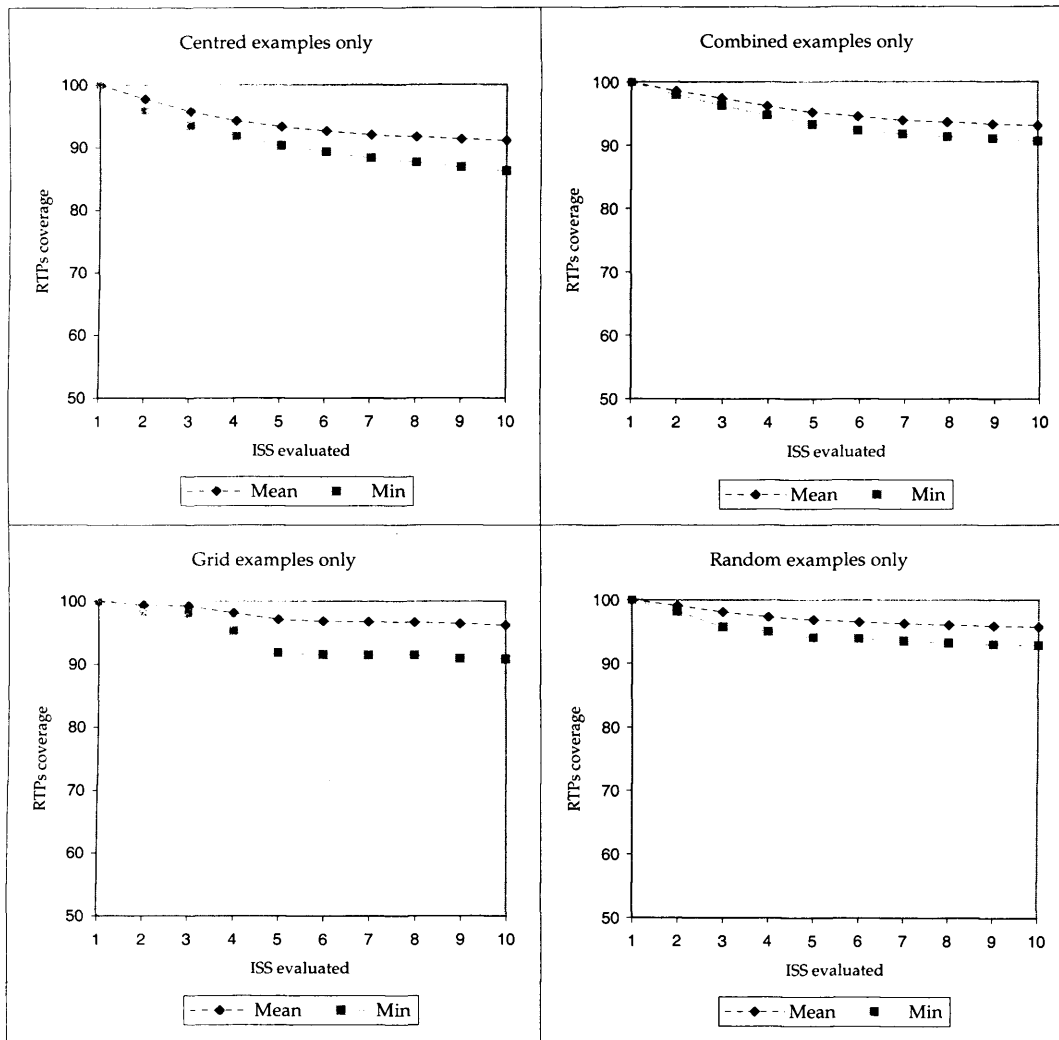 Centred examples only
100
90
80
70
60
50
RTPs coverage
1 2 3 4 5 6 7 8 9 10
ISS evaluated
Mean Min
Combined examples only
100
90
80
70
60
50
RTPs coverage
1 2 3 4 5 6 7 8 9 10
ISS evaluated
Mean Min
Grid examples only
100
90
80
70
60
50
RTPs coverage
1 2 3 4 5 6 7 8 9 10
ISS evaluated
Mean Min
Random examples only
100
90
80
70
60
50
RTPs coverage
1 2 3 4 5 6 7 8 9 10
ISS evaluated
Mean Min